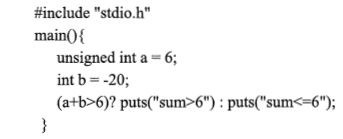 #include "stdio.h"
main(){
unsigned int a = 6;
int b = -20;
(a+b>6)? puts("sum>6") : puts("sum<=6");
}